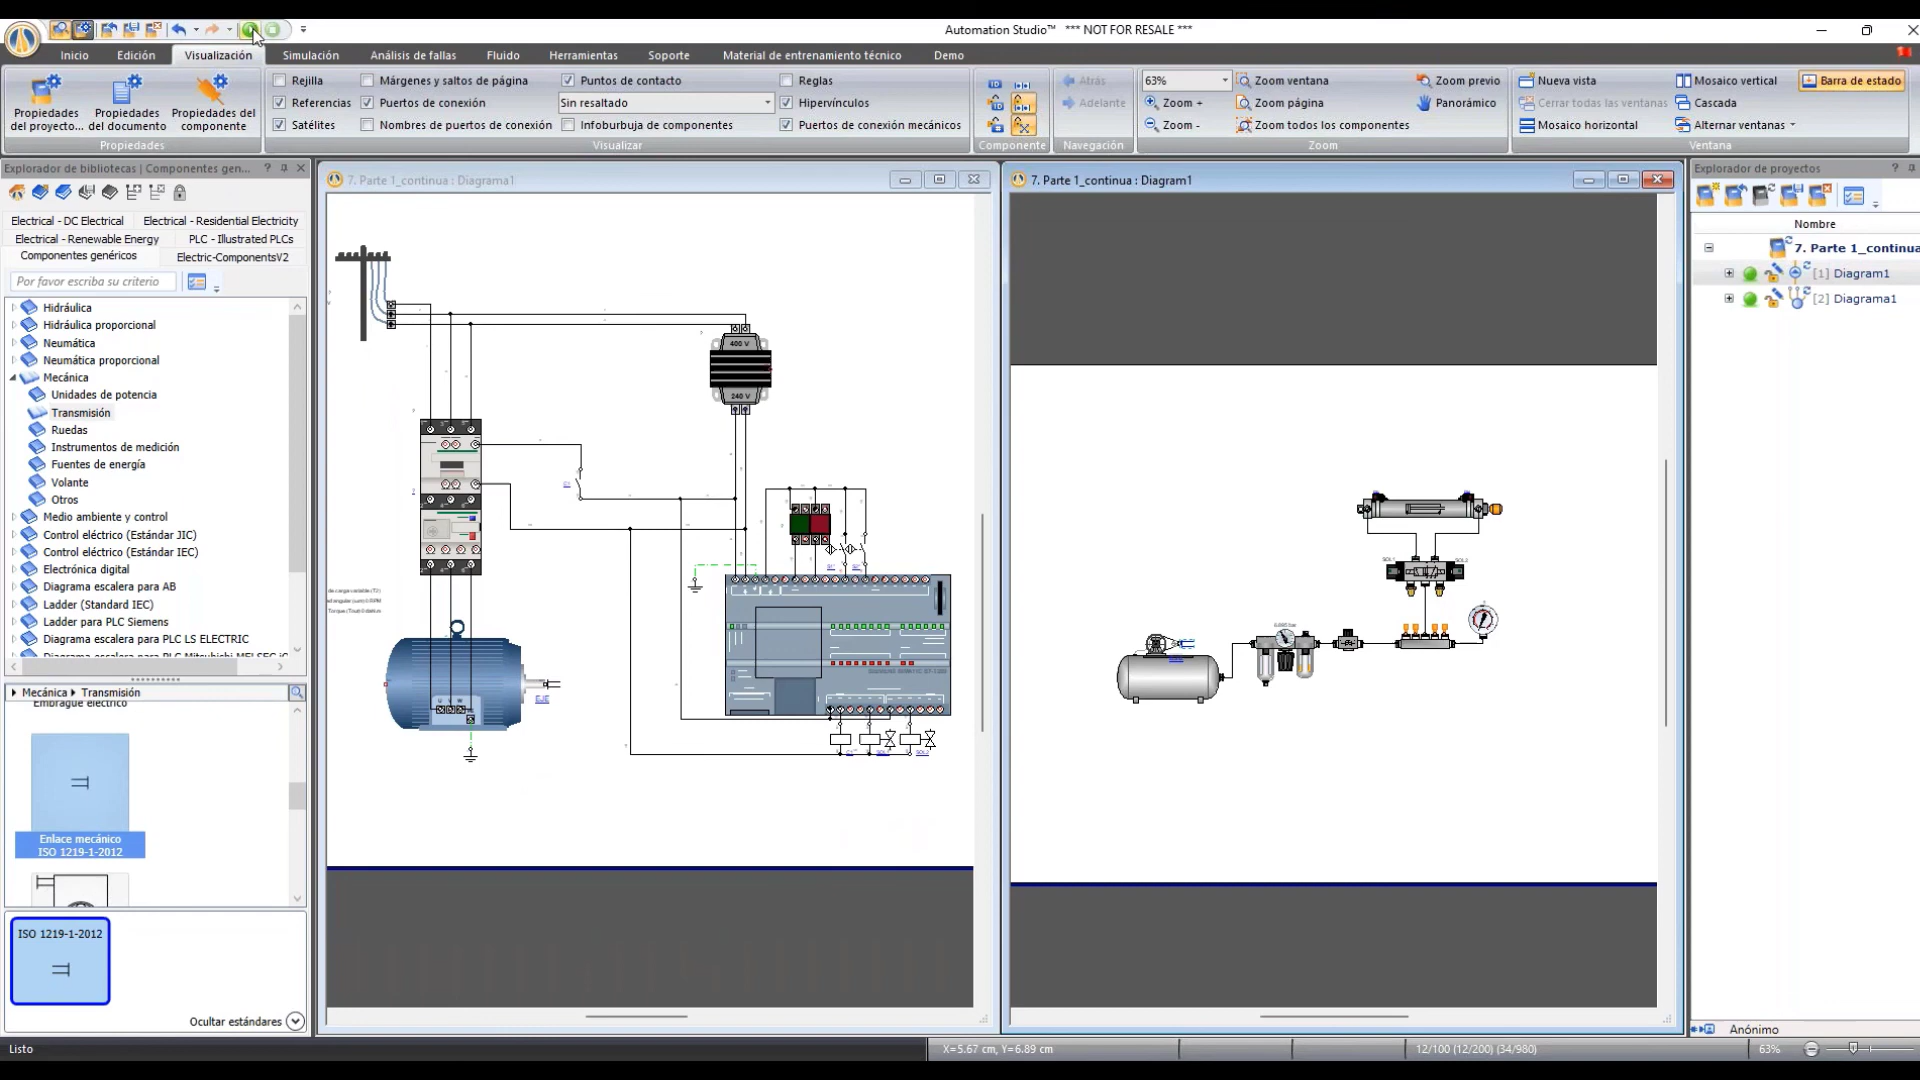 Automation Studio™ *** NOT FOR RESALE ***
Inicio Edición Visualización Simulación Análisis de fallas Fluido Herramientas Soporte Material de entrenamiento técnico Demo
Propiedades del proyecto...
Propiedades del documento
Propiedades del componente
Propiedades
Rejilla
Referencias
Satélites
Márgenes y saltos de página
Puertos de conexión
Nombres de puertos de conexión
Puntos de contacto
Sin resaltado
Infoburbuja de componentes
Reglas
Hipervínculos
Puertos de conexión mecánicos
Visualizar
Componente
Atrás
Adelante
Navegación
63%
Zoom +
Zoom -
Zoom ventana
Zoom página
Zoom todos los componentes
Zoom previo
Panorámico
Zoom
Nueva vista
Cerrar todas las ventanas
Mosaico horizontal
Mosaico vertical
Cascada
Alternar ventanas
Ventana
Barra de estado
Explorador de bibliotecas | Componentes gen...
Electrical - DC Electrical Electrical - Residential Electricity
Electrical - Renewable Energy PLC - Illustrated PLCs
Componentes genéricos Electric-ComponentsV2
Por favor escriba su criterio
Hidráulica
Hidráulica proporcional
Neumática
Neumática proporcional
Mecánica
Unidades de potencia
Transmisión
Ruedas
Instrumentos de medición
Fuentes de energía
Volante
Otros
Medio ambiente y control
Control eléctrico (Estándar JIC)
Control eléctrico (Estándar IEC)
Electrónica digital
Diagrama escalera para AB
Ladder (Standard IEC)
Ladder para PLC Siemens
Diagrama escalera para PLC LS ELECTRIC
Diagrama escalera para PLC Mitsubishi MELSEC iC
Mecánica Transmisión
Embrague eléctrico
Enlace mecánico
ISO 1219-1-2012
ISO 1219-1-2012
Ocultar estándares
7. Parte 1_continua : Diagrama1
400 V
240 V
EJE
7. Parte 1_continua : Diagram1
SOL1
SOL2
Explorador de proyectos
Nombre
7. Parte 1_continua
[1] Diagram1
[2] Diagrama1
Anónimo
Listo
X=5.67 cm, Y=6.89 cm
12/100 (12/200) (34/980)
63%